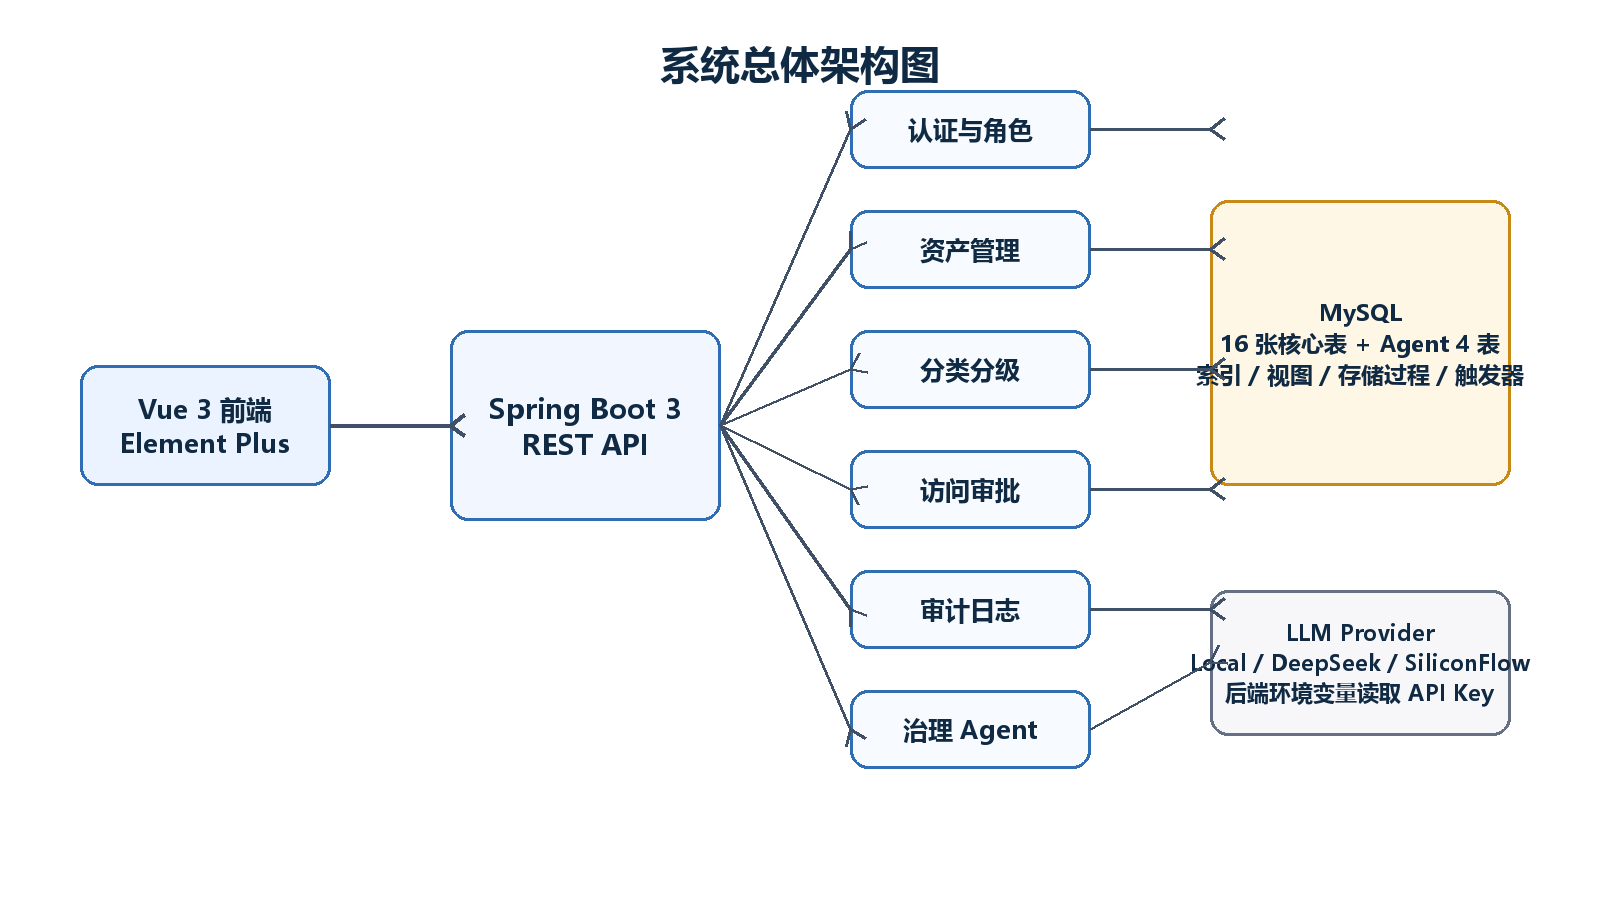 系统总体架构图
Vue 3 前端
Element Plus
Spring Boot 3
REST API
认证与角色
资产管理
分类分级
访问审批
审计日志
治理 Agent
MySQL
16 张核心表 + Agent 4 表
索引 / 视图 / 存储过程 / 触发器
LLM Provider
Local / DeepSeek / SiliconFlow
后端环境变量读取 API Key